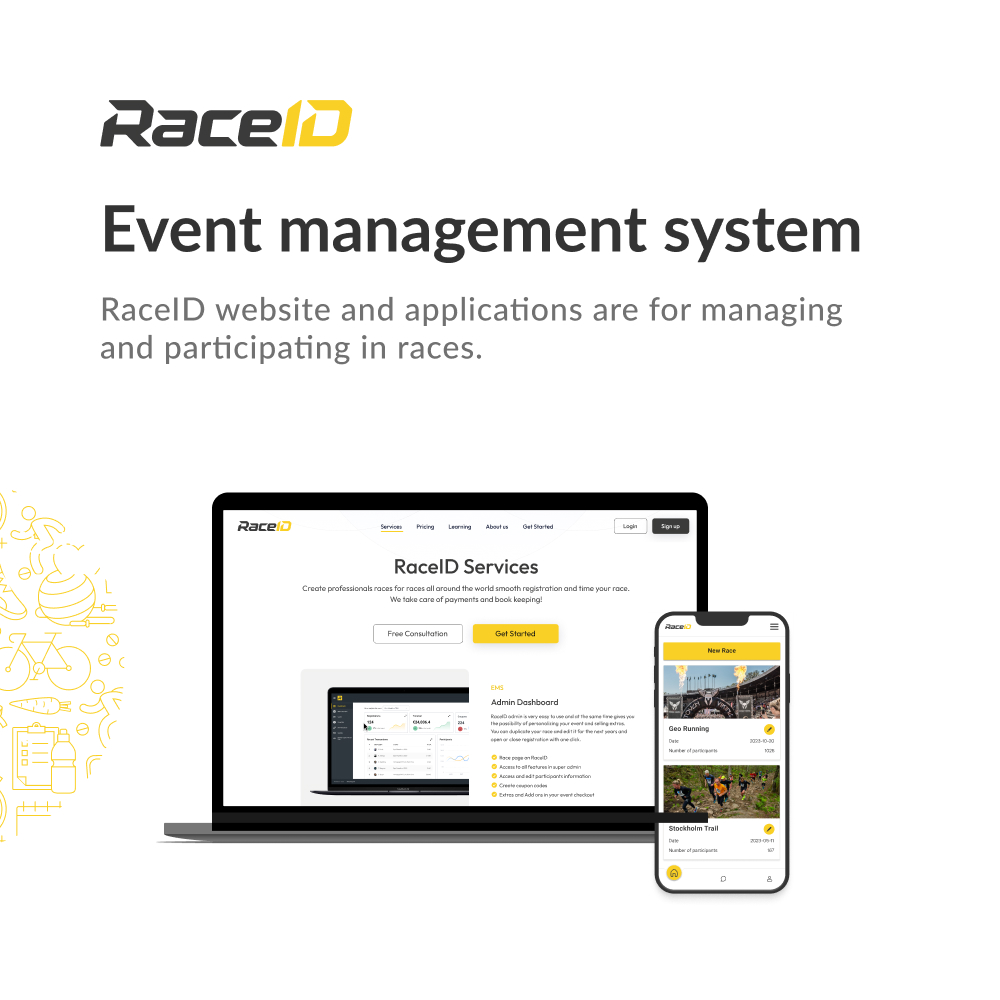 RaceID
Event management system
RaceID website and applications are for managing
and participating in races.
RaceID
Services Pricing Learning About us Get Started Login Sign up
RaceID Services
Create professionals races for races all around the world smooth registration and time your race.
We take care of payments and book keeping!
Free Consultation Get Started
EMS
Admin Dashboard
RaceID admin is very easy to use and at the same time gives you
the possibility of personalizing your event and selling extras.
You can duplicate your race and edit it for the next years and
open or close registration with one click.
Race page on RaceID
Access to all features in super admin
Access and edit participants information
Create coupon codes
Extras and Add ons in your event checkout
RaceID
New Race
Geo Running
Date 2023-10-20
Number of participants 1026
Stockholm Trail
Date 2023-05-11
Number of participants 187